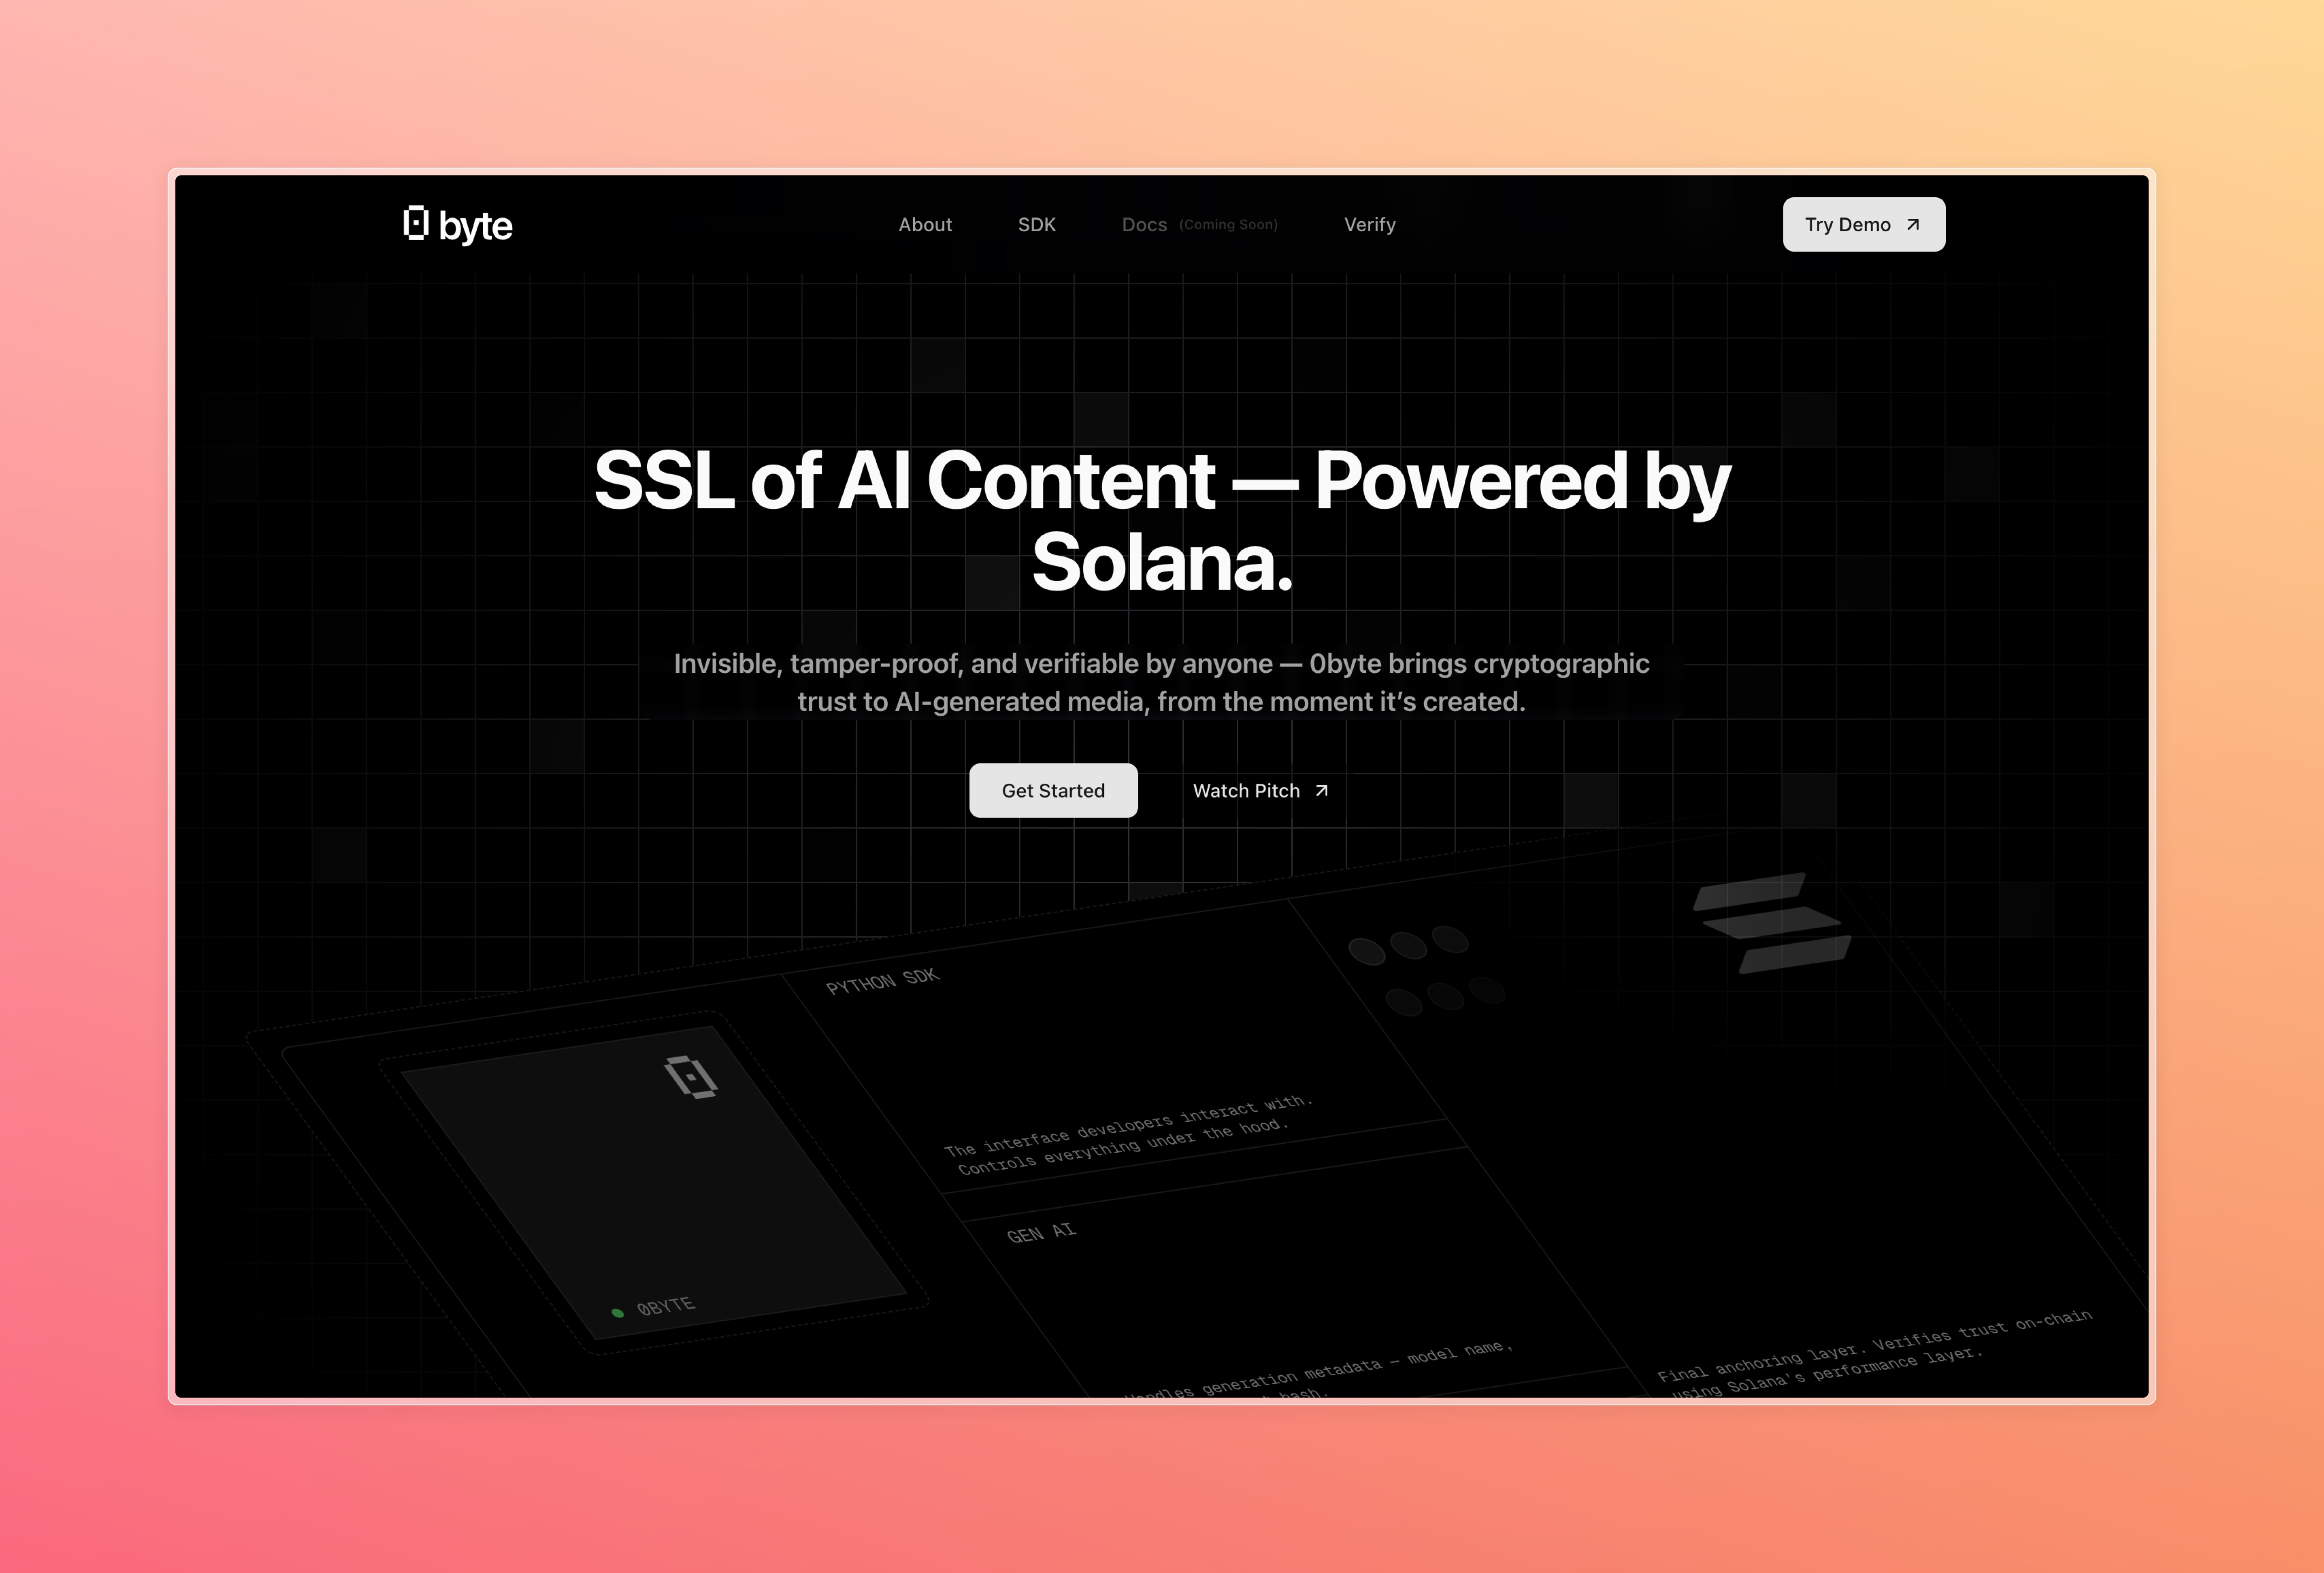 0 byte
About
SDK
Docs (Coming Soon)
Verify
Try Demo
SSL of AI Content — Powered by
Solana.
Invisible, tamper-proof, and verifiable by anyone — 0byte brings cryptographic
trust to AI-generated media, from the moment it’s created.
Get Started
Watch Pitch
PYTHON SDK
The interface developers interact with.
Controls everything under the hood.
GEN AI
0BYTE
Handles generation metadata — model name,
hash.
Final anchoring layer. Verifies trust on-chain
using Solana's performance layer.